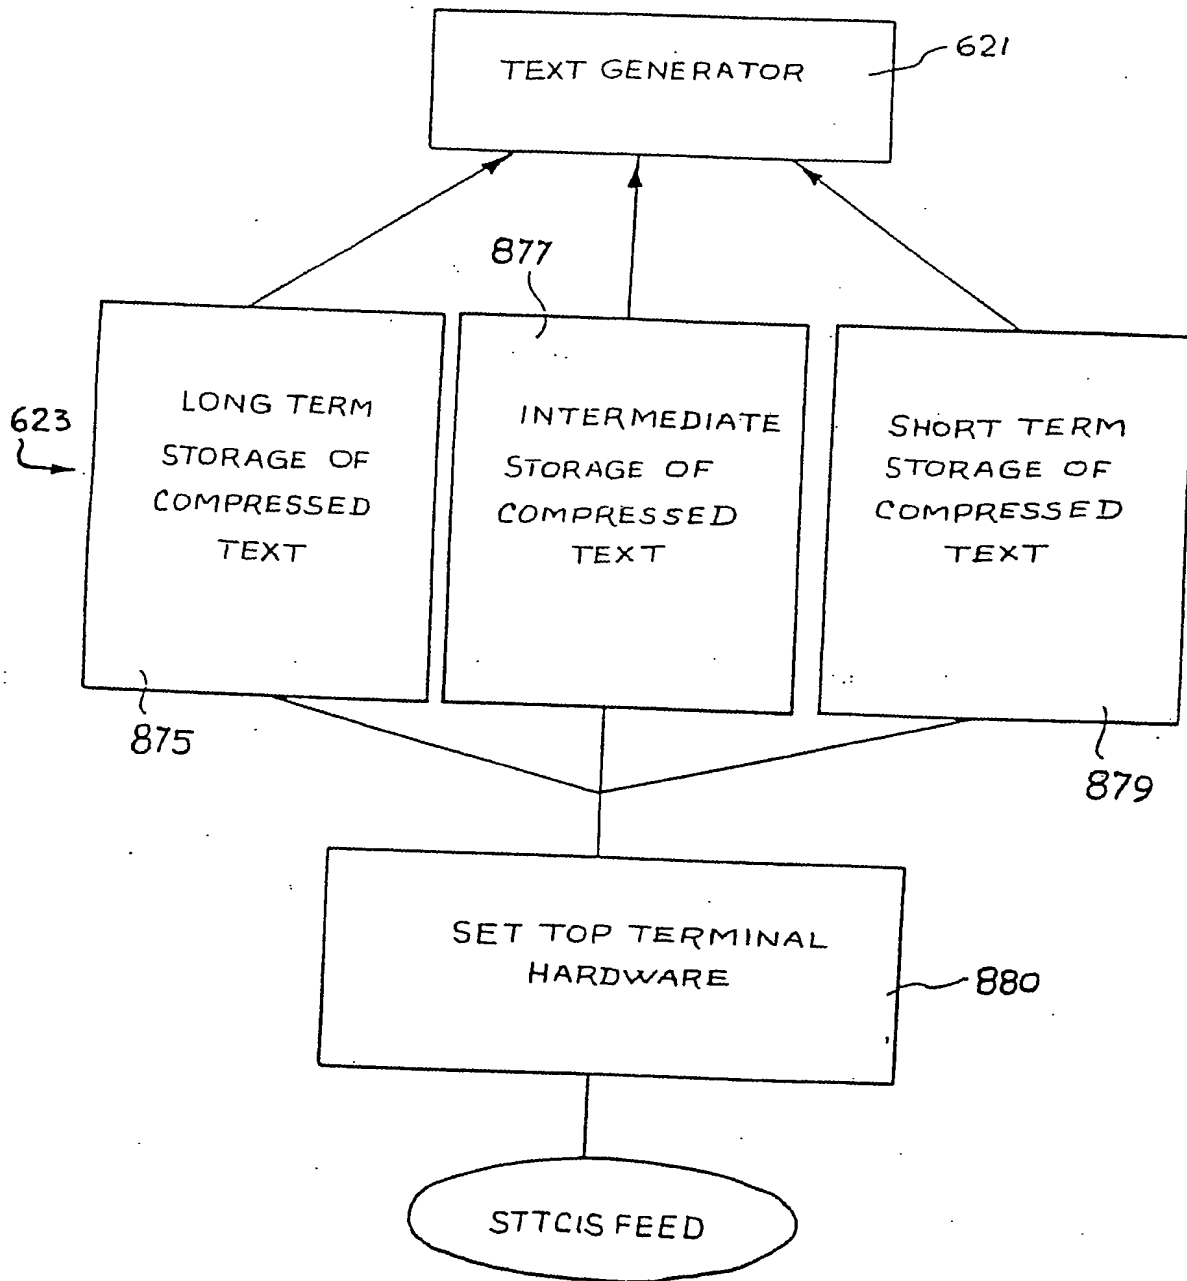 TEXT GENERATOR
621
877
623
LONG TERM
STORAGE OF
COMPRESSED
TEXT
INTERMEDIATE
STORAGE OF
COMPRESSED
TEXT
SHORT TERM
STORAGE OF
COMPRESSED
TEXT
875
879
SET TOP TERMINAL
HARDWARE
880
STTCIS FEED